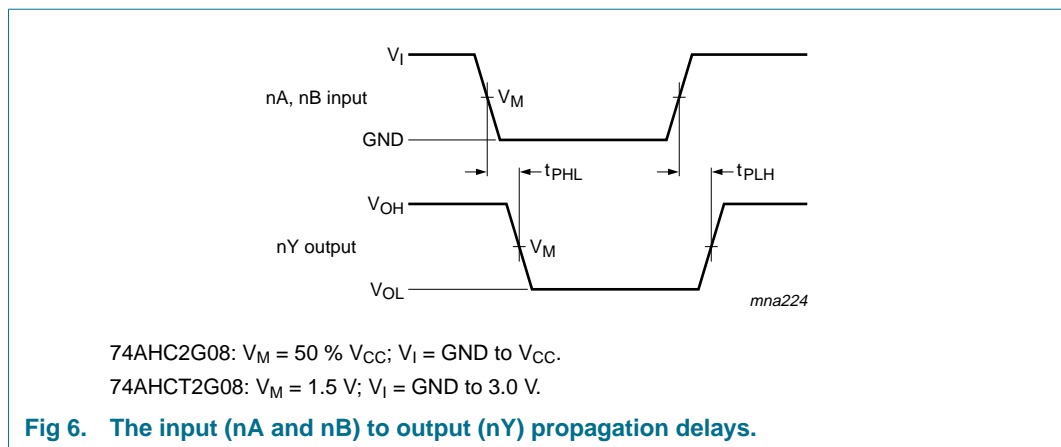 VI
nA, nB input
VM
GND
tPHL
tPLH
VOH
nY output
VM
VOL
mna224
74AHC2G08: VM = 50 % VCC; VI = GND to VCC.
74AHCT2G08: VM = 1.5 V; VI = GND to 3.0 V.
Fig 6. The input (nA and nB) to output (nY) propagation delays.